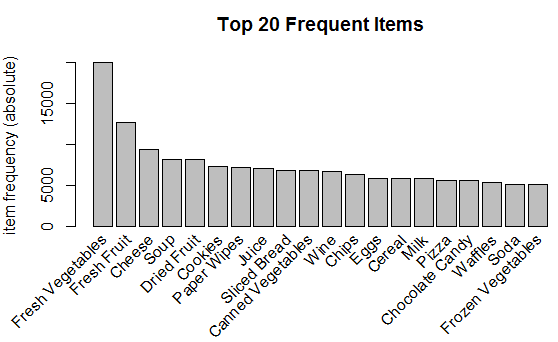 Top 20 Frequent Items
item frequency (absolute)
15000
5000
0
Fresh Vegetables
Fresh Fruit
Cheese
Soup
Dried Fruit
Cookies
Paper Wipes
Juice
Sliced Bread
Canned Vegetables
Wine
Chips
Eggs
Cereal
Milk
Pizza
Chocolate Candy
Waffles
Soda
Frozen Vegetables